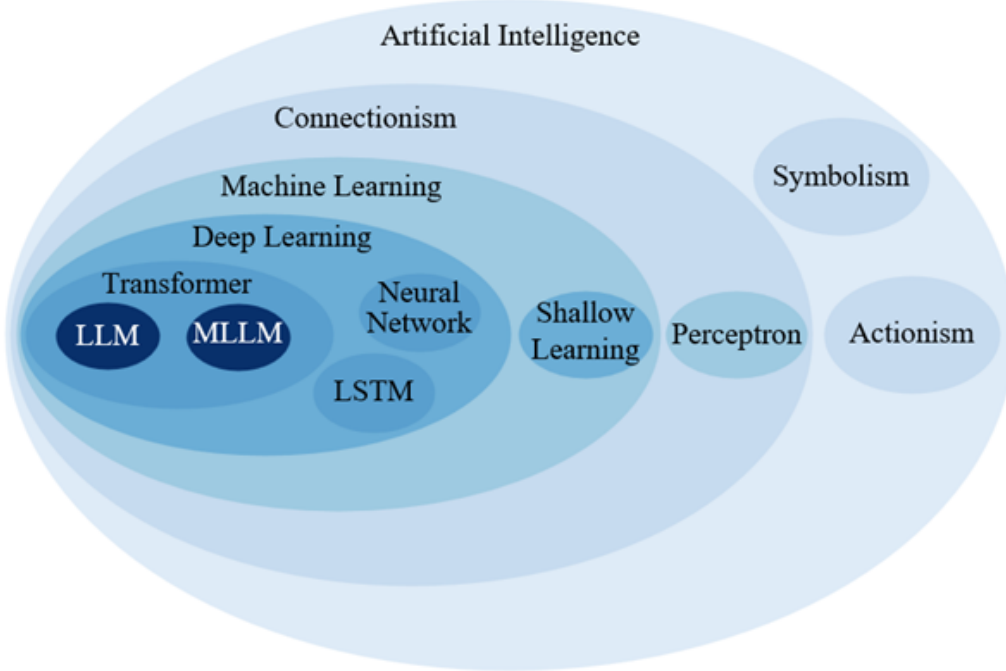 Artificial Intelligence
Connectionism
Symbolism
Machine Learning
Deep Learning
Transformer
LLM
MLLM
Neural
Network
LSTM
Shallow
Learning
Perceptron
Actionism